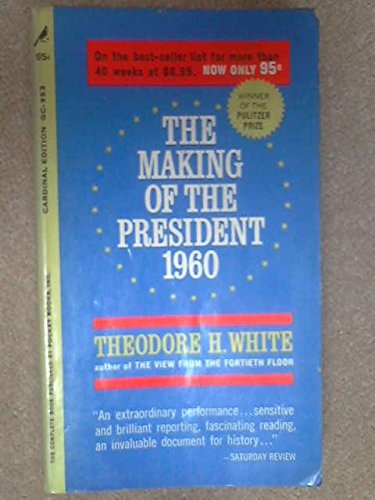 95¢
CARDINAL EDITION GC-953
THE COMPLETE BOOK PUBLISHED BY POCKET BOOKS, INC.
On the best-seller list for more than
40 weeks at $6.95. NOW ONLY 95¢
WINNER
OF THE
PULITZER
PRIZE
THE
MAKING
OF THE
PRESIDENT
1960
THEODORE H. WHITE
author of THE VIEW FROM THE FORTIETH FLOOR
"An extraordinary performance...sensitive
and brilliant reporting, fascinating reading,
an invaluable document for history..."
—SATURDAY REVIEW